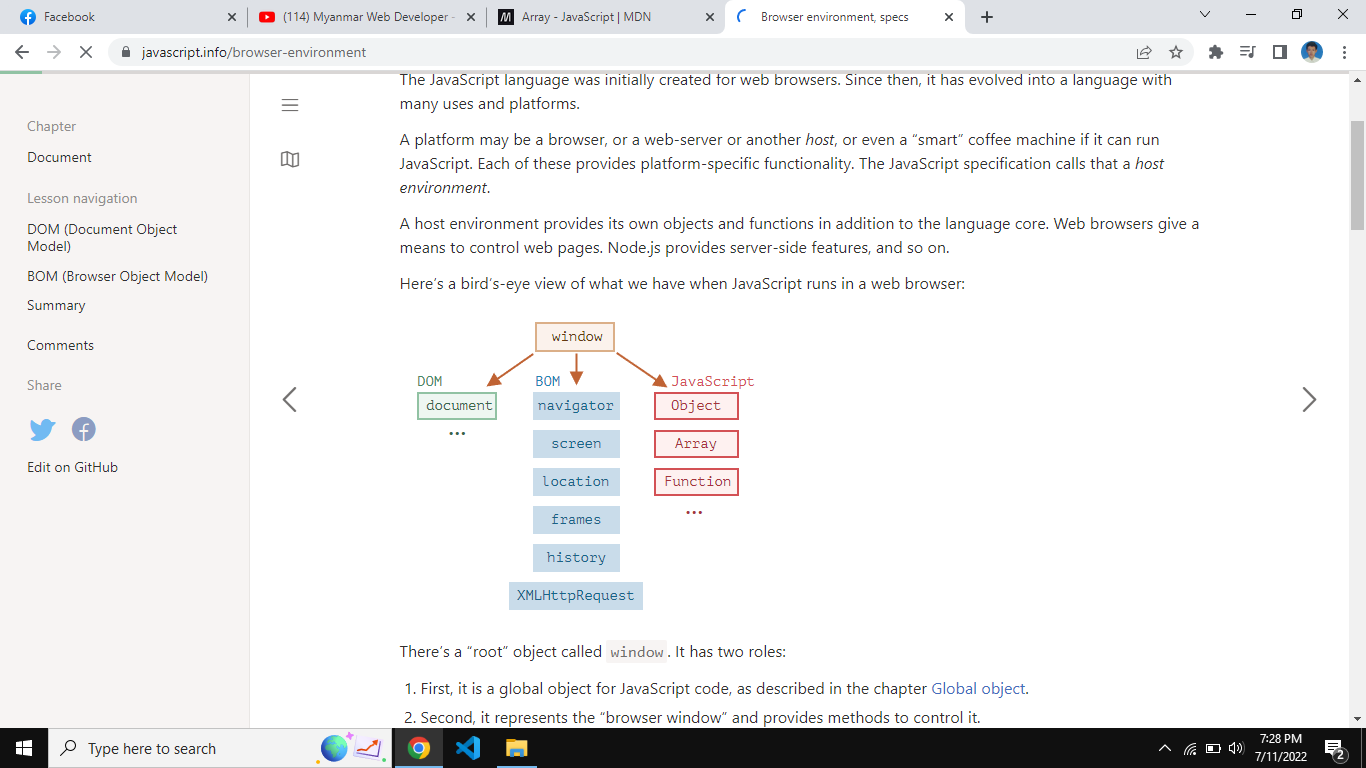 Facebook
(114) Myanmar Web Developer -
Array - JavaScript | MDN
Browser environment, specs
javascript.info/browser-environment
Chapter
Document
Lesson navigation
DOM (Document Object
Model)
BOM (Browser Object Model)
Summary
Comments
Share
Edit on GitHub
The JavaScript language was initially created for web browsers. Since then, it has evolved into a language with
many uses and platforms.
A platform may be a browser, or a web-server or another host, or even a “smart” coffee machine if it can run
JavaScript. Each of these provides platform-specific functionality. The JavaScript specification calls that a host
environment.
A host environment provides its own objects and functions in addition to the language core. Web browsers give a
means to control web pages. Node.js provides server-side features, and so on.
Here’s a bird’s-eye view of what we have when JavaScript runs in a web browser:
window
DOM
document
...
BOM
navigator
screen
location
frames
history
XMLHttpRequest
JavaScript
Object
Array
Function
...
There’s a “root” object called window. It has two roles:
1. First, it is a global object for JavaScript code, as described in the chapter Global object.
2. Second, it represents the “browser window” and provides methods to control it.
Type here to search
7:28 PM
7/11/2022
2